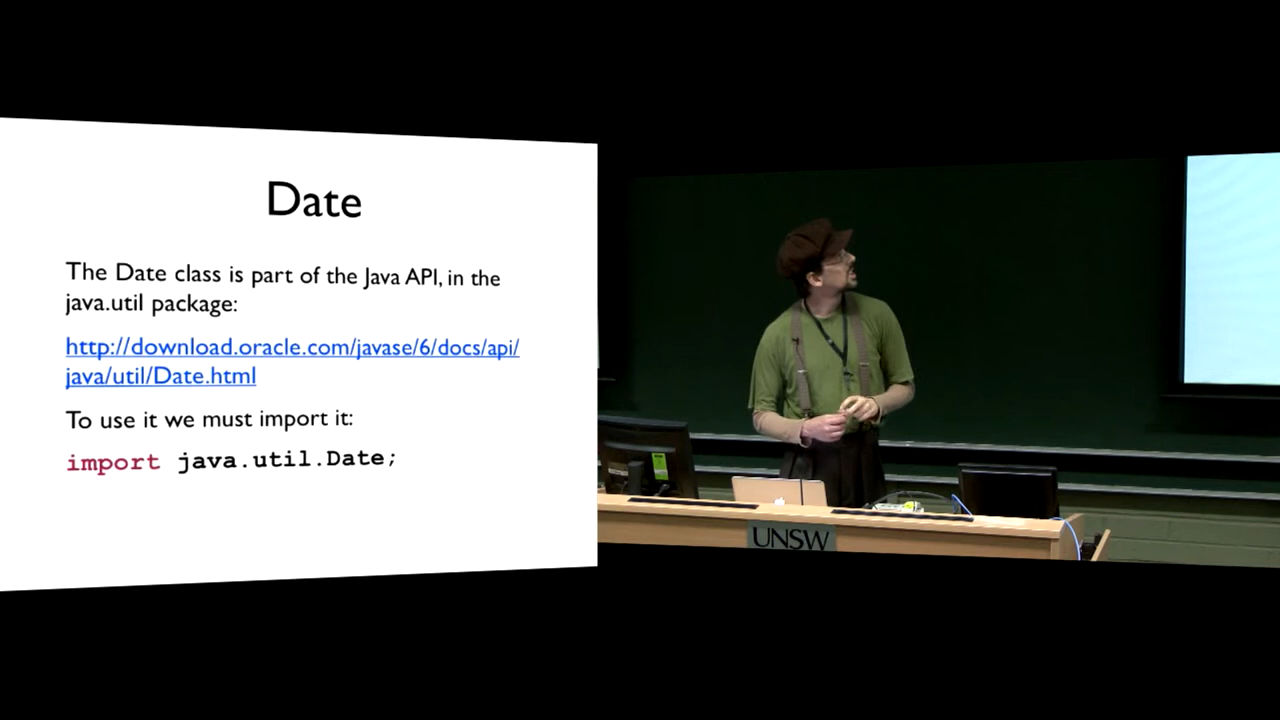 Date
The Date class is part of the Java API, in the
java.util package:
http://download.oracle.com/javase/6/docs/api/
java/util/Date.html
To use it we must import it:
import java.util.Date;
UNSW